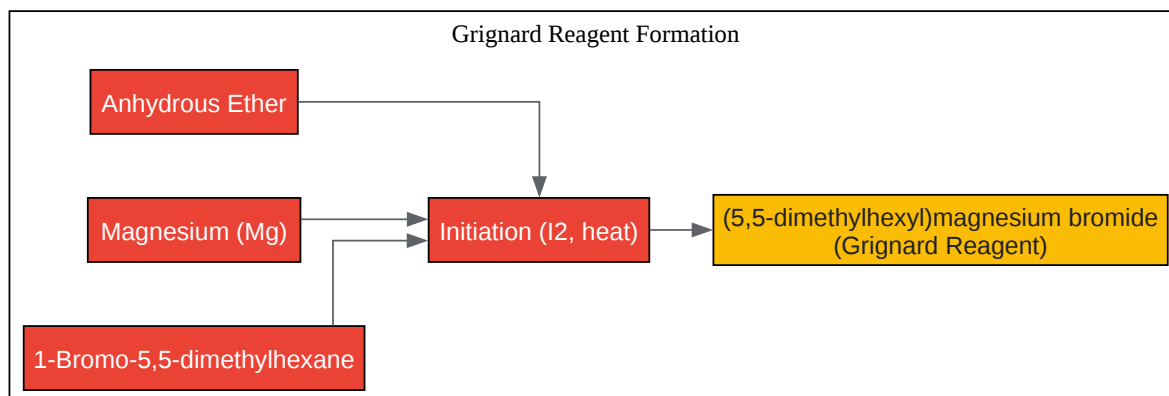 Grignard Reagent Formation
Anhydrous Ether
Magnesium (Mg)
Initiation (I2, heat)
(5,5-dimethylhexyl)magnesium bromide
(Grignard Reagent)
1-Bromo-5,5-dimethylhexane